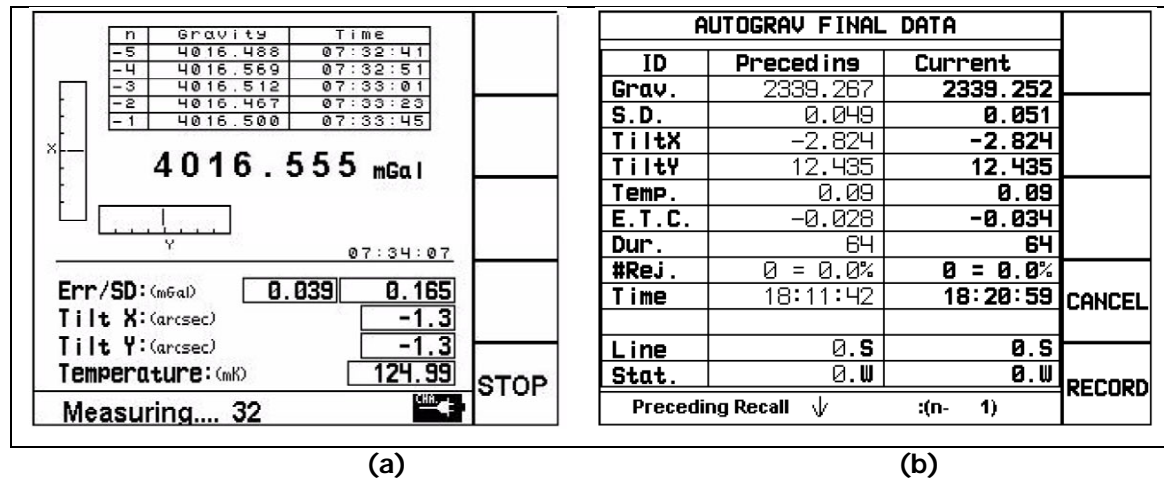 n Gravity Time
-5 4016.488 07:32:41
-4 4016.569 07:32:51
-3 4016.512 07:33:01
-2 4016.467 07:33:23
-1 4016.500 07:33:45
X
4016.555 mGal
Y
07:34:07
Err/SD:(mGal) 0.039 0.165
Tilt X:(arcsec) -1.3
Tilt Y:(arcsec) -1.3
Temperature:(mK) 124.99
STOP
Measuring.... 32
CHA.
(a)
AUTOGRAV FINAL DATA
ID Preceding Current
Grav. 2339.267 2339.252
S.D. 0.049 0.051
TiltX -2.824 -2.824
TiltY 12.435 12.435
Temp. 0.09 0.09
E.T.C. -0.028 -0.034
Dur. 64 64
#Rej. 0 = 0.0% 0 = 0.0%
Time 18:11:42 18:20:59
CANCEL
Line 0.S 0.S
Stat. 0.W 0.W
RECORD
Preceding Recall ↓ :(n- 1)
(b)